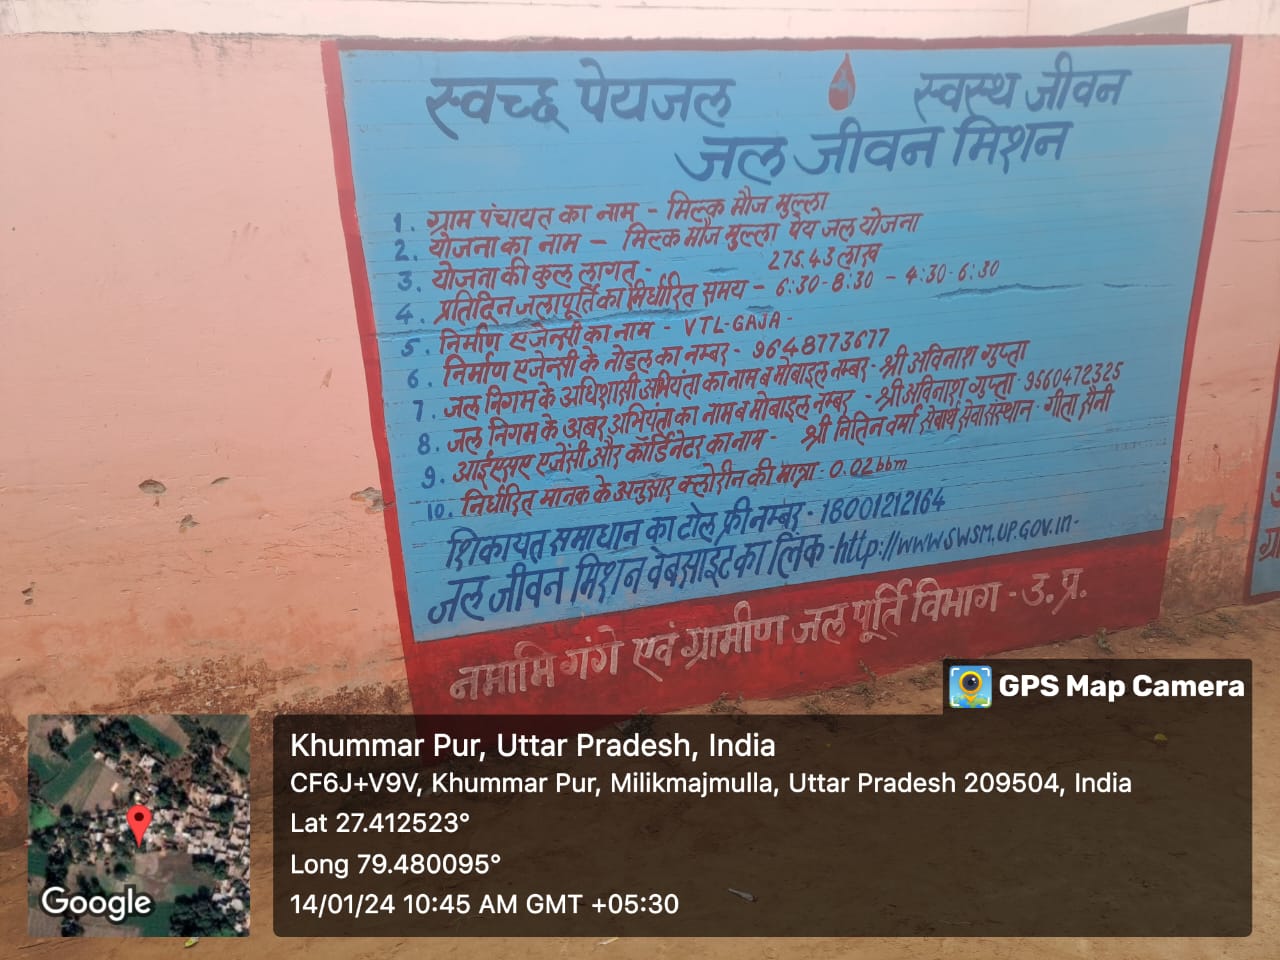 स्वच्छ पेयजल स्वस्थ जीवन
जल जीवन मिशन
1. ग्राम पंचायत का नाम - मिल्क मौज मुल्ला
2. योजना का नाम - मिल्क मौज मुल्ला पेय जल योजना
3. योजना की कुल लागत - 275.43 लाख
4. प्रतिदिन जलापूर्ति का निर्धारित समय - 6:30-8:30 - 4:30-6:30
5. निर्माण एजेन्सी का नाम - VTL-GAJA -
6. निर्माण एजेन्सी के नोडल का नम्बर - 9648773677
7. जल निगम के अधिशासी अभियंता का नाम व मोबाइल नम्बर - श्री अविनाश गुप्ता
8. जल निगम के अबर अभियंता का नाम व मोबाइल नम्बर - श्री अविनाश गुप्ता - 9560472325
9. आईएसए एजेंसी और कॉर्डिनेटर का नाम - श्री नितिन वर्मा सेवार्थ सेवा संस्थान - गीता सैनी
10. निर्धारित मानक के अनुसार क्लोरीन की मात्रा - 0.02 bbm
शिकायत समाधान का टोल फ्री नम्बर - 18001212164
जल जीवन मिशन वेबसाइट का लिंक - http://www.SWSM.UP.GOV.in -
नमामि गंगे एवं ग्रामीण जल पूर्ति विभाग - उ. प्र.
GPS Map Camera
Khummar Pur, Uttar Pradesh, India
CF6J+V9V, Khummar Pur, Milikmajmulla, Uttar Pradesh 209504, India
Lat 27.412523°
Long 79.480095°
14/01/24 10:45 AM GMT +05:30
Google